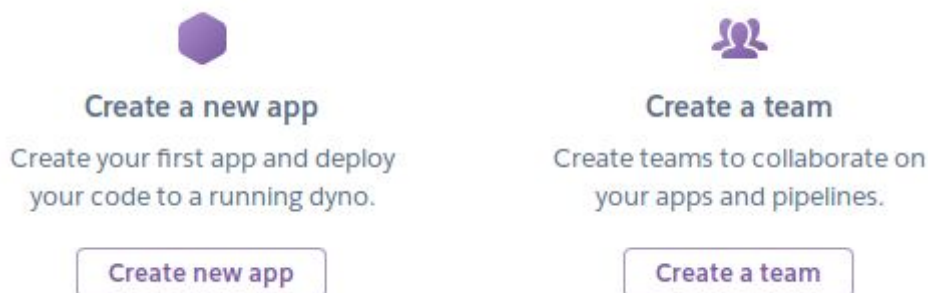 Create a new app
Create your first app and deploy
your code to a running dyno.
Create new app
Create a team
Create teams to collaborate on
your apps and pipelines.
Create a team